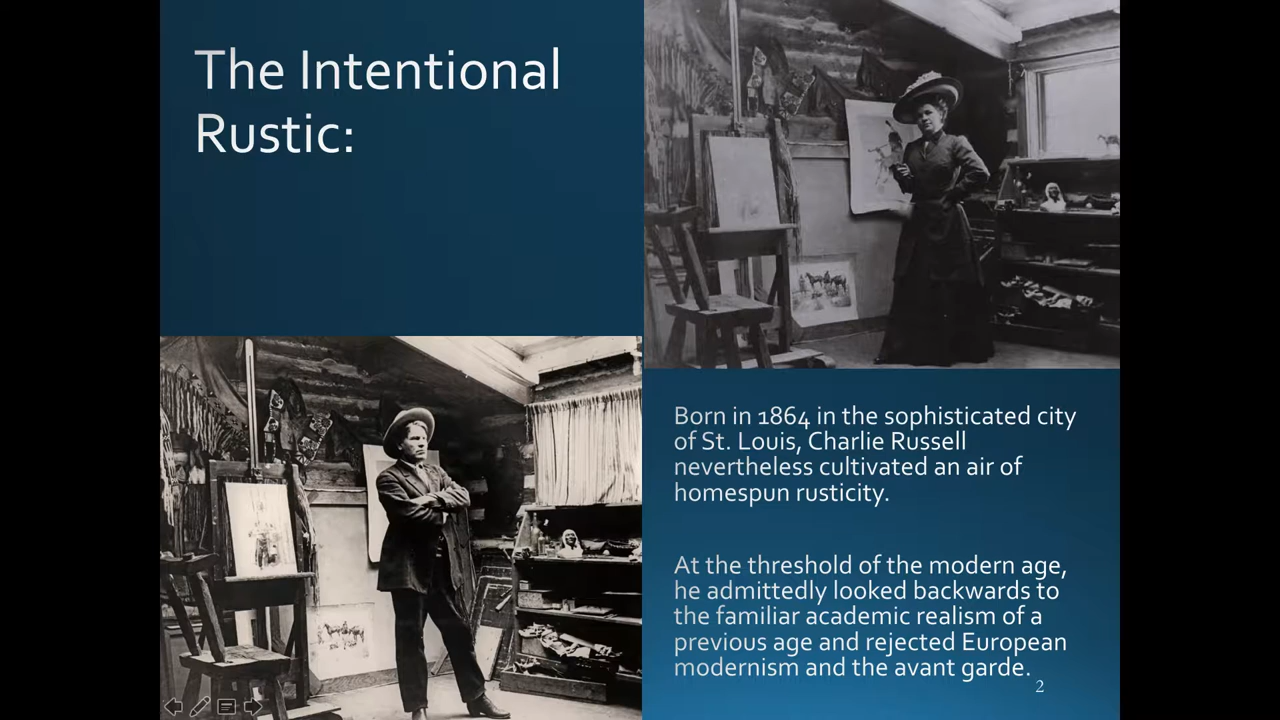 The Intentional
Rustic:
Born in 1864 in the sophisticated city
of St. Louis, Charlie Russell
nevertheless cultivated an air of
homespun rusticity.
At the threshold of the modern age,
he admittedly looked backwards to
the familiar academic realism of a
previous age and rejected European
modernism and the avant garde.
2